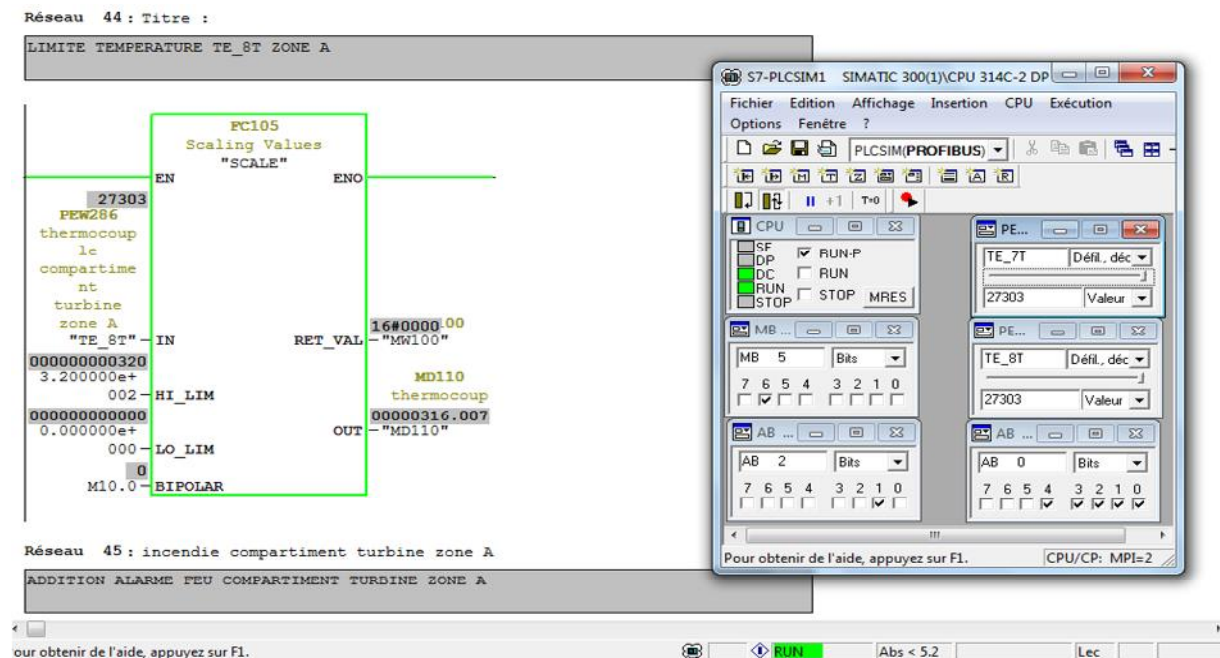 Réseau 44 : Titre :
LIMITE TEMPERATURE TE_8T ZONE A
FC105
Scaling Values
"SCALE"
EN ENO
27303
PEW286
thermocoup
le
compartime
nt
turbine
zone A
"TE_8T" IN
16#0000.00
RET_VAL "MW100"
000000000320
3.200000e+
002 HI_LIM
MD110
thermocoup
000000000000
0.000000e+
000 LO_LIM
00000316.007
OUT "MD110"
0
M10.0 BIPOLAR
Réseau 45 : incendie compartiment turbine zone A
ADDITION ALARME FEU COMPARTIMENT TURBINE ZONE A
our obtenir de l'aide, appuyez sur F1.
RUN
Abs < 5.2
Lec
S7-PLCSIM1 SIMATIC 300(1)\CPU 314C-2 DP
Fichier Edition Affichage Insertion CPU Exécution
Options Fenêtre ?
PLCSIM(PROFIBUS)
+1 T=0
CPU
SF
DP
DC
RUN
STOP
RUN-P
RUN
STOP MRES
PE...
TE_7T Défil., déc
27303 Valeur
MB ...
MB 5 Bits
7 6 5 4 3 2 1 0
PE...
TE_8T Défil., déc
27303 Valeur
AB ...
AB 2 Bits
7 6 5 4 3 2 1 0
AB ...
AB 0 Bits
7 6 5 4 3 2 1 0
Pour obtenir de l'aide, appuyez sur F1. CPU/CP: MPI=2